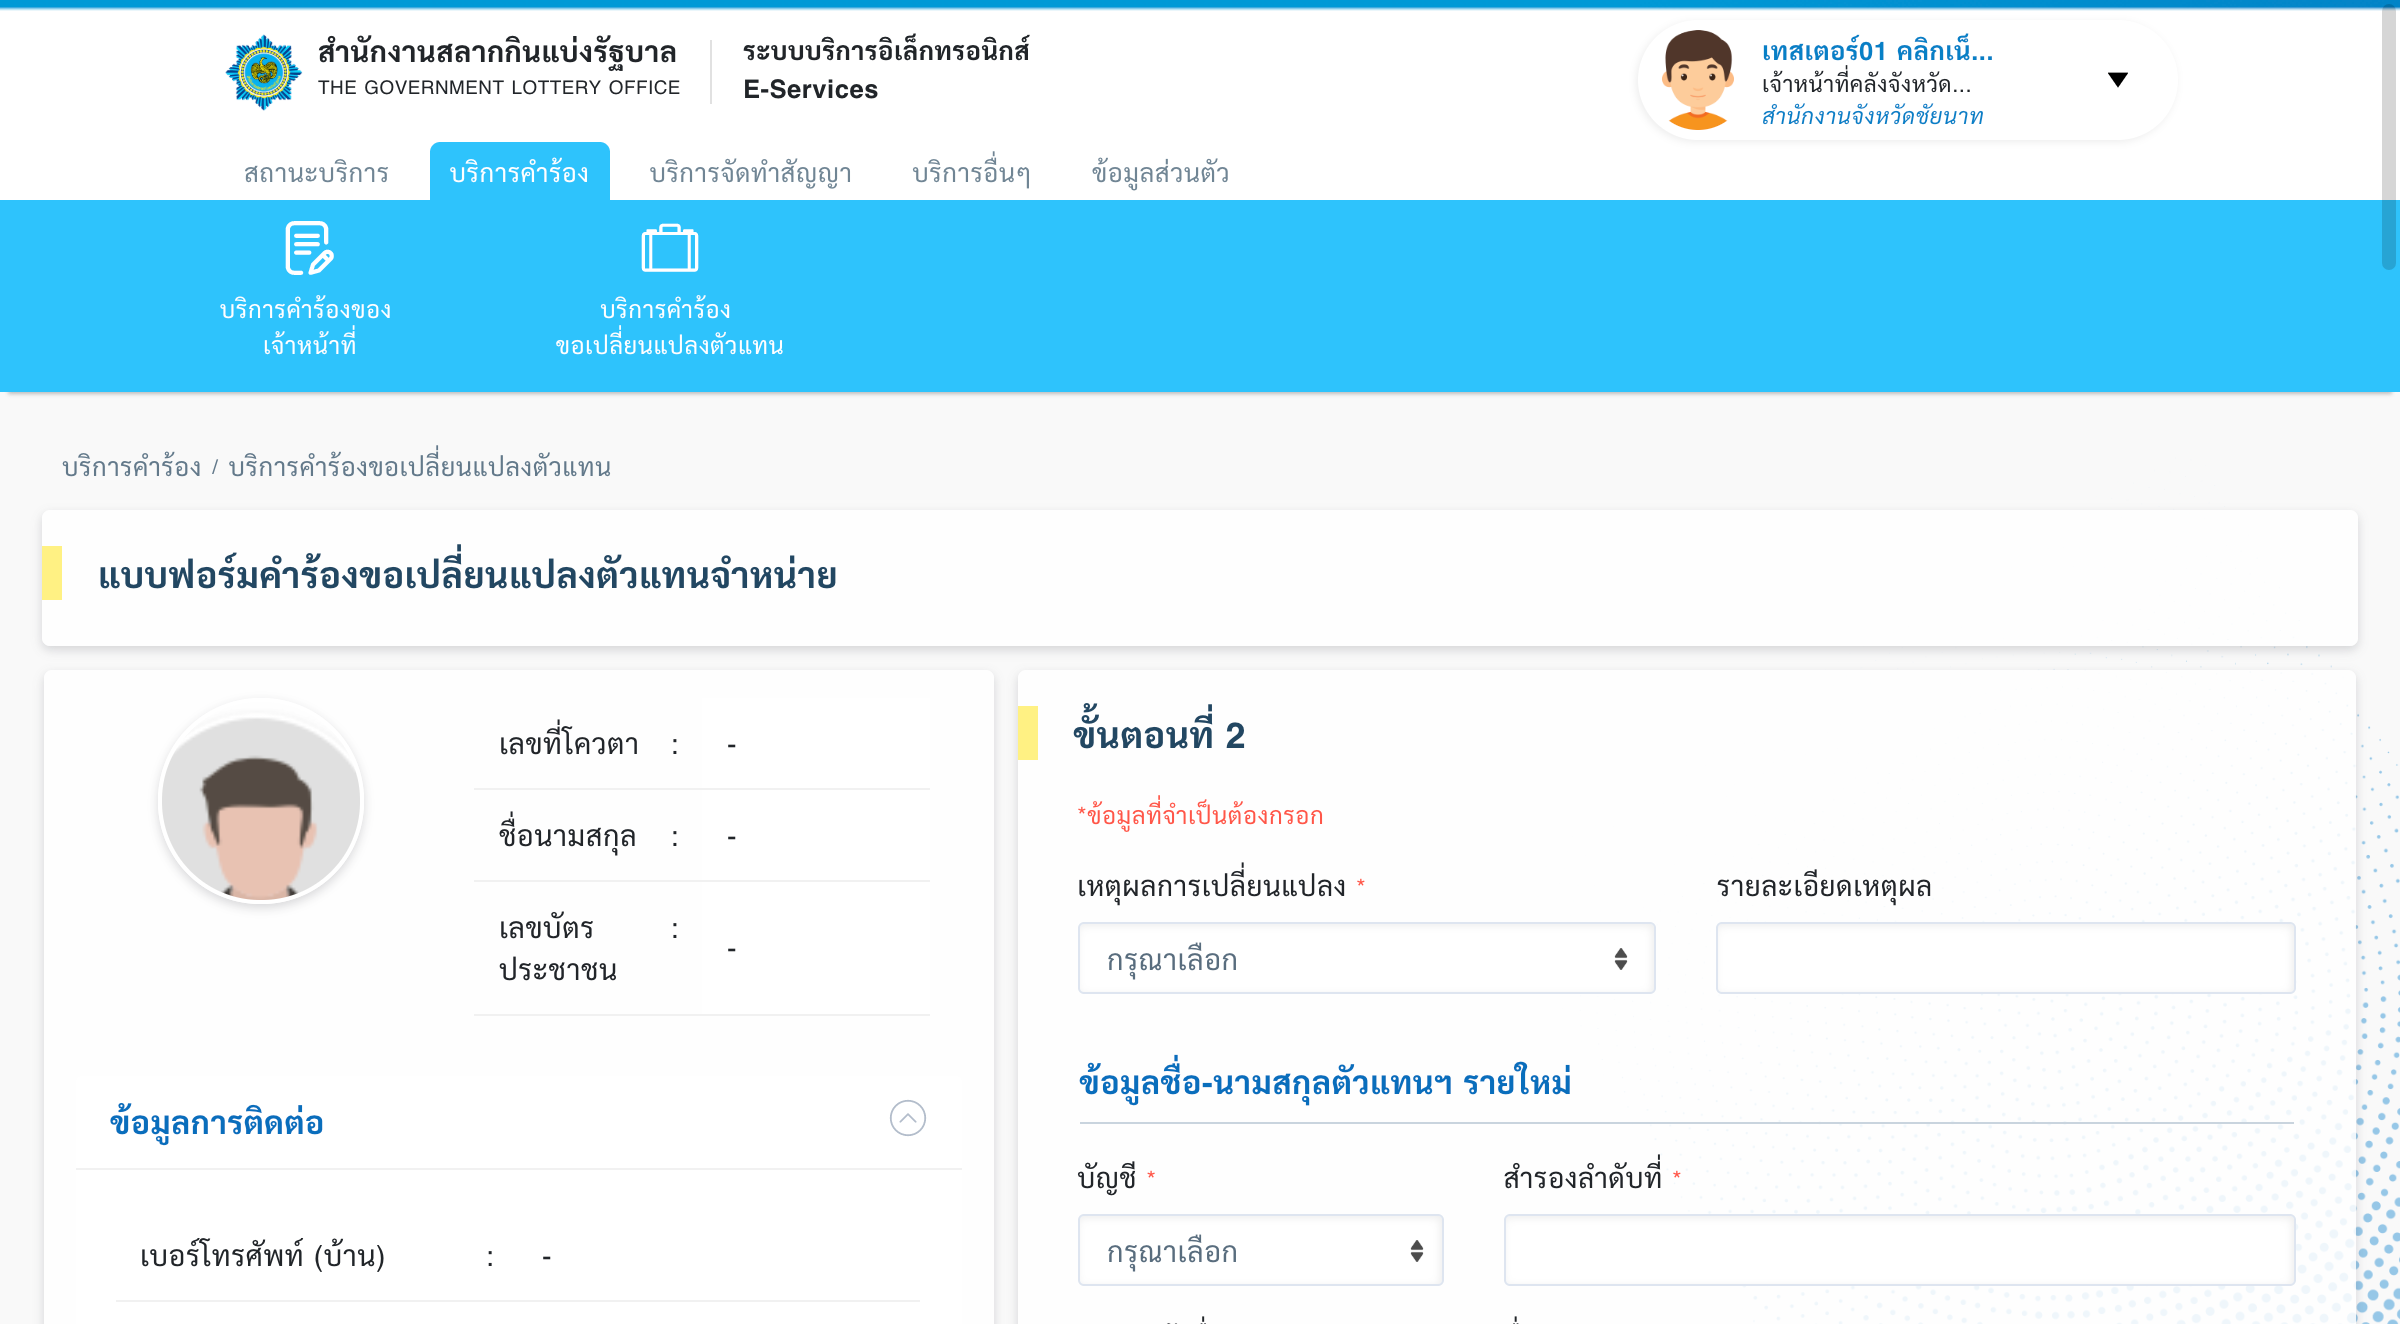 สำนักงานสลากกินแบ่งรัฐบาล
THE GOVERNMENT LOTTERY OFFICE
ระบบบริการอิเล็กทรอนิกส์
E-Services
เทสเตอร์01 คลิกเน็...
เจ้าหน้าที่คลังจังหวัด...
สำนักงานจังหวัดชัยนาท
สถานะบริการ
บริการคำร้อง
บริการจัดทำสัญญา
บริการอื่นๆ
ข้อมูลส่วนตัว
บริการคำร้องของ
เจ้าหน้าที่
บริการคำร้อง
ขอเปลี่ยนแปลงตัวแทน
บริการคำร้อง / บริการคำร้องขอเปลี่ยนแปลงตัวแทน
แบบฟอร์มคำร้องขอเปลี่ยนแปลงตัวแทนจำหน่าย
เลขที่โควตา : -
ชื่อนามสกุล : -
เลขบัตร : -
ประชาชน
ข้อมูลการติดต่อ
เบอร์โทรศัพท์ (บ้าน) : -
ขั้นตอนที่ 2
*ข้อมูลที่จำเป็นต้องกรอก
เหตุผลการเปลี่ยนแปลง *
รายละเอียดเหตุผล
กรุณาเลือก
ข้อมูลชื่อ-นามสกุลตัวแทนฯ รายใหม่
บัญชี *
สำรองลำดับที่ *
กรุณาเลือก